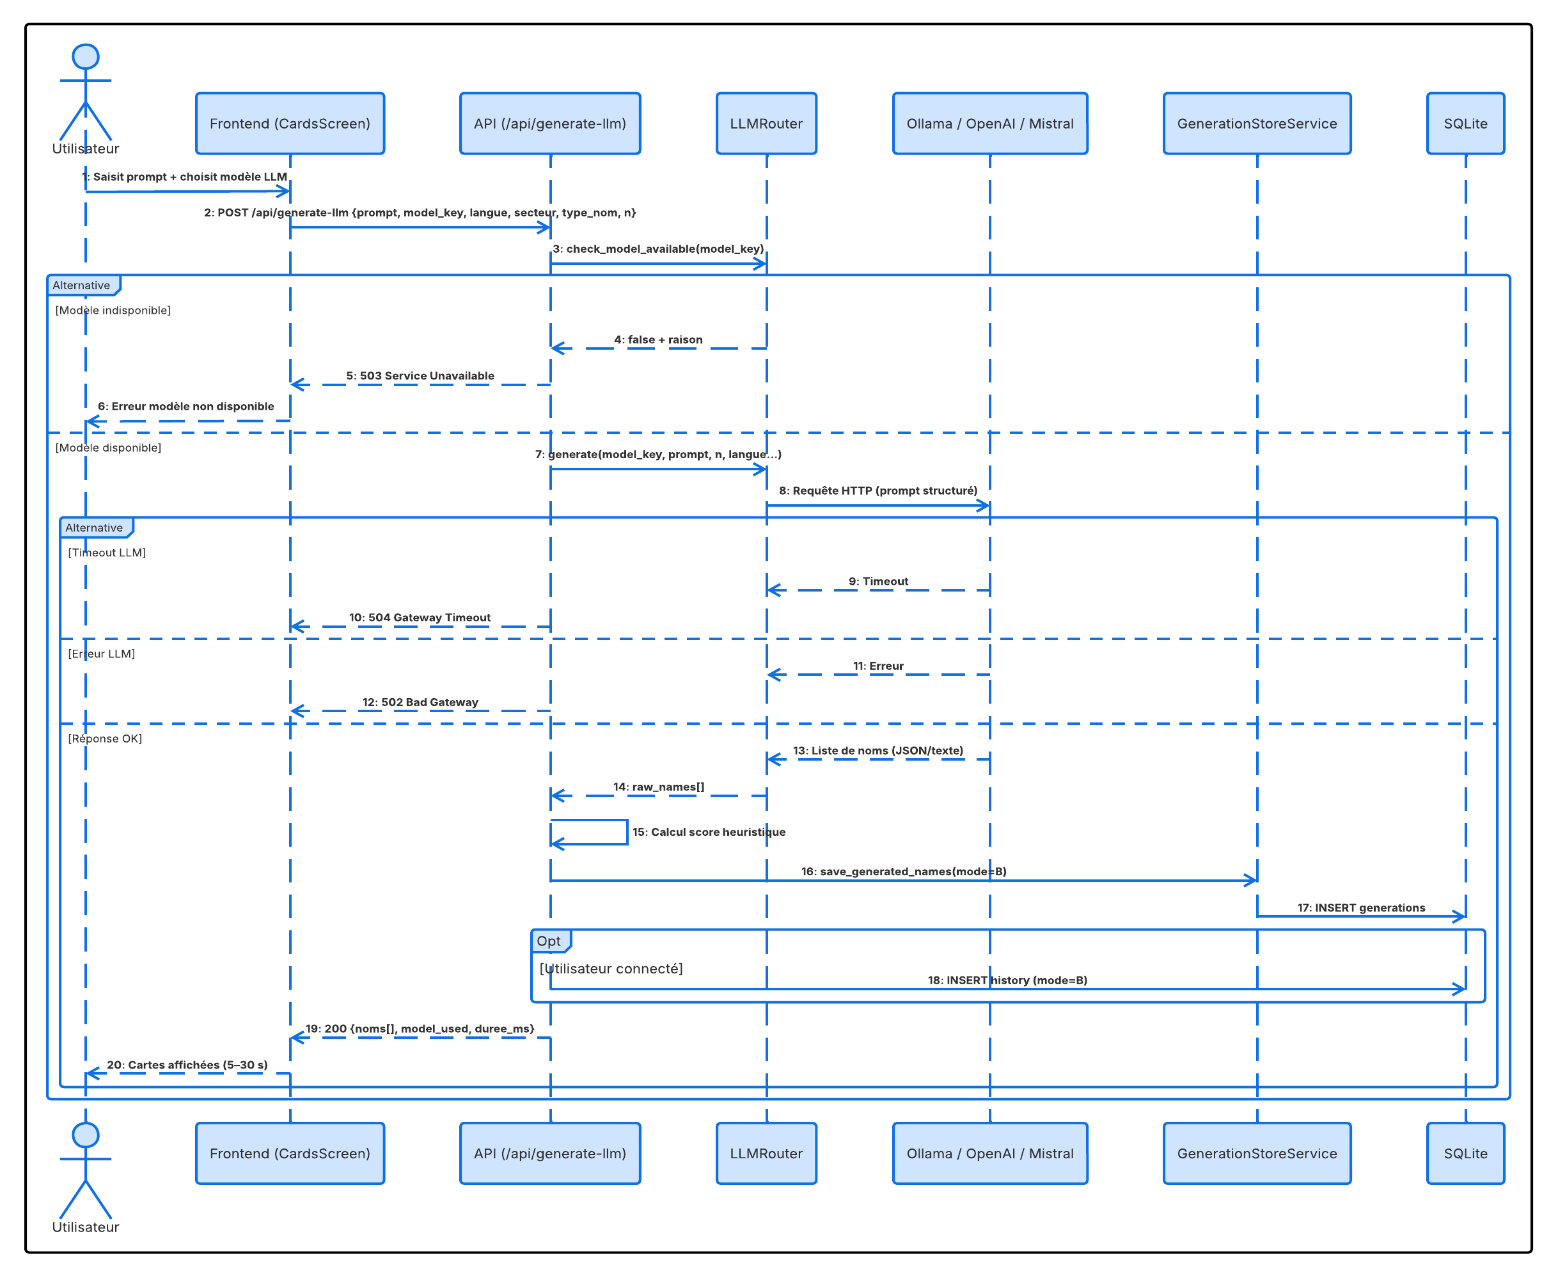 Utilisateur
Frontend (CardsScreen)
API (/api/generate-llm)
LLMRouter
Ollama / OpenAI / Mistral
GenerationStoreService
SQLite
1: Saisit prompt + choisit modèle LLM
2: POST /api/generate-llm {prompt, model_key, langue, secteur, type_nom, n}
3: check_model_available(model_key)
Alternative
[Modèle indisponible]
4: false + raison
5: 503 Service Unavailable
6: Erreur modèle non disponible
[Modèle disponible]
7: generate(model_key, prompt, n, langue...)
8: Requête HTTP (prompt structuré)
Alternative
[Timeout LLM]
9: Timeout
10: 504 Gateway Timeout
[Erreur LLM]
11: Erreur
12: 502 Bad Gateway
[Réponse OK]
13: Liste de noms (JSON/texte)
14: raw_names[]
15: Calcul score heuristique
16: save_generated_names(mode=B)
17: INSERT generations
Opt
[Utilisateur connecté]
18: INSERT history (mode=B)
19: 200 {noms[], model_used, duree_ms}
20: Cartes affichées (5–30 s)
Frontend (CardsScreen)
API (/api/generate-llm)
LLMRouter
Ollama / OpenAI / Mistral
GenerationStoreService
SQLite
Utilisateur